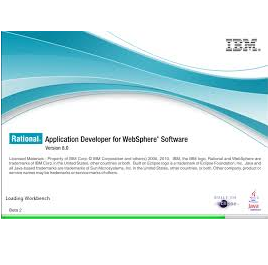 IBM
Rational. Application Developer for WebSphere® Software
Version 8.0
Licensed Materials - Property of IBM Corp. © IBM Corporation and other(s) 2000, 2010. IBM, the IBM logo, Rational and WebSphere are
trademarks of IBM Corp. in the United States, other countries or both. Built on Eclipse logo is a trademark of Eclipse Foundation, Inc. Java and
all Java-based trademarks are trademarks of Sun Microsystems, Inc. in the United States, other countries, or both. Other company, product or
service names may be trademarks or service marks of others.
Loading Workbench
Beta 2
Java